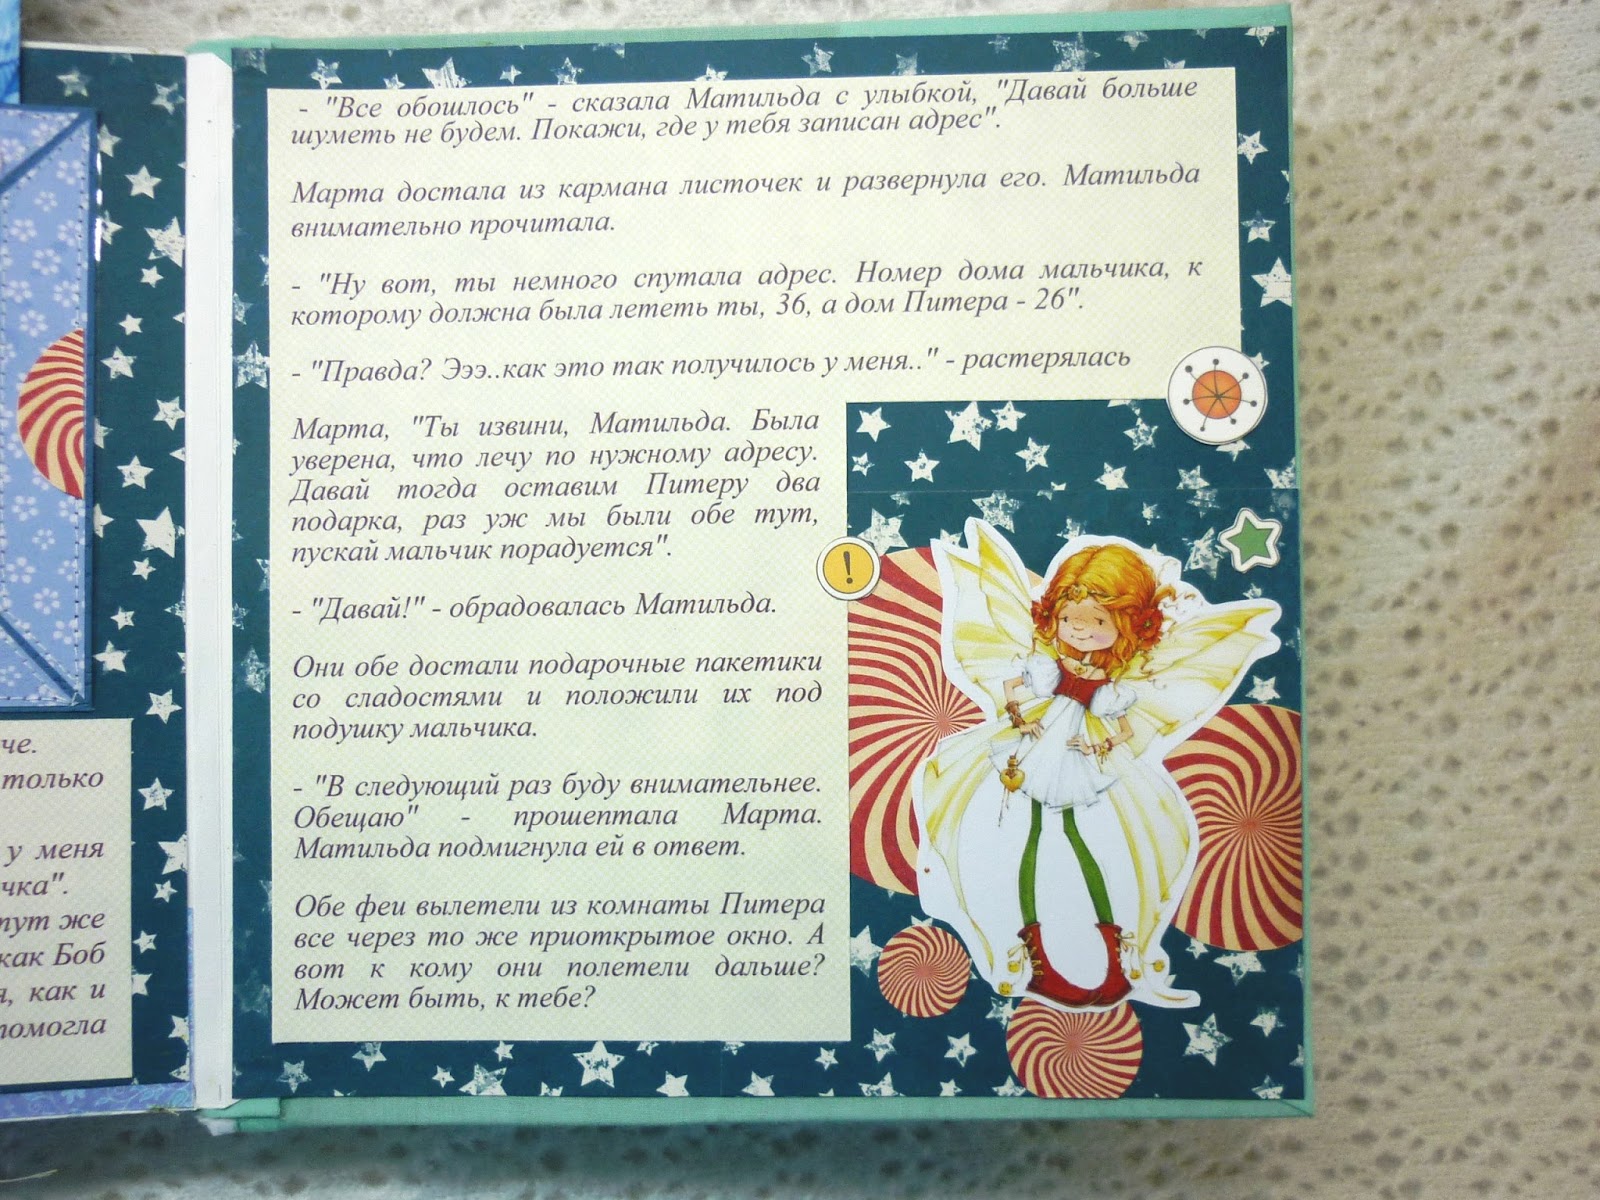 че.
только
у меня
чка".
тут же
как Боб
я, как и
помогла
- "Все обошлось" - сказала Матильда с улыбкой, "Давай больше
шуметь не будем. Покажи, где у тебя записан адрес".
Марта достала из кармана листочек и развернула его. Матильда
внимательно прочитала.
- "Ну вот, ты немного спутала адрес. Номер дома мальчика, к
которому должна была лететь ты, 36, а дом Питера - 26".
- "Правда? Эээ..как это так получилось у меня.." - растерялась
Марта, "Ты извини, Матильда. Была
уверена, что лечу по нужному адресу.
Давай тогда оставим Питеру два
подарка, раз уж мы были обе тут,
пускай мальчик порадуется".
- "Давай!" - обрадовалась Матильда.
Они обе достали подарочные пакетики
со сладостями и положили их под
подушку мальчика.
- "В следующий раз буду внимательнее.
Обещаю" - прошептала Марта.
Матильда подмигнула ей в ответ.
Обе феи вылетели из комнаты Питера
все через то же приоткрытое окно. А
вот к кому они полетели дальше?
Может быть, к тебе?
!